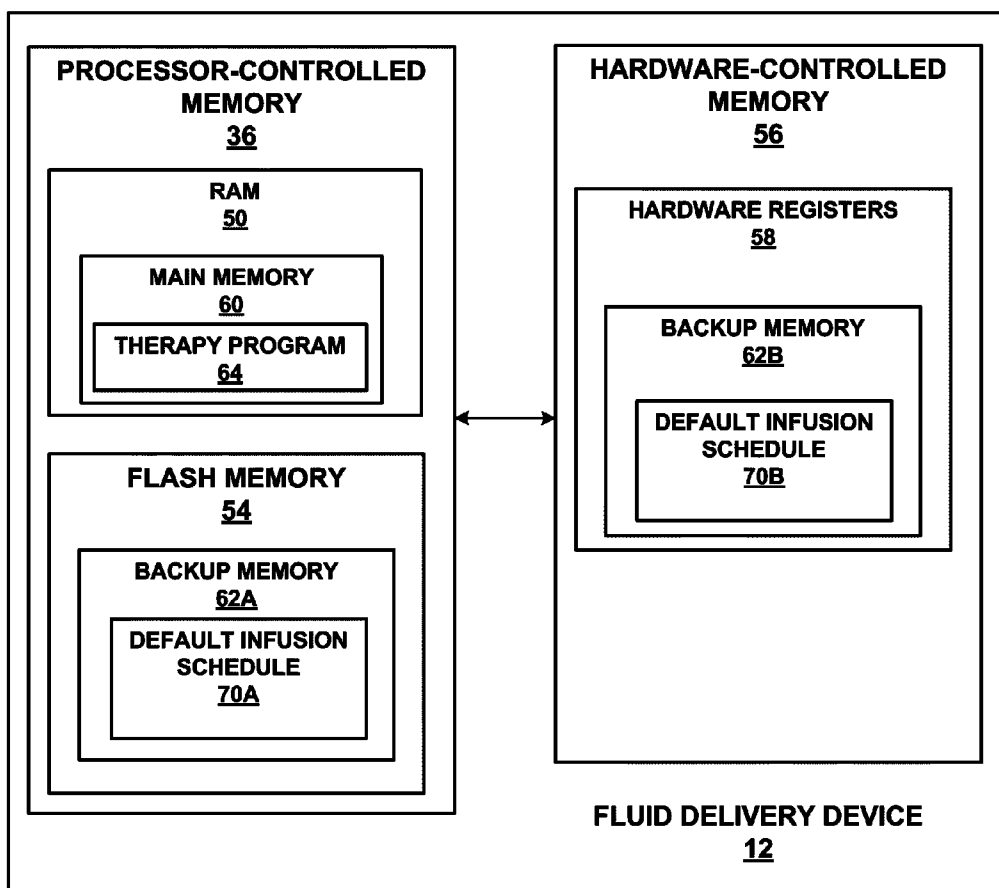 PROCESSOR-CONTROLLED
MEMORY
36
RAM
50
MAIN MEMORY
60
THERAPY PROGRAM
64
FLASH MEMORY
54
BACKUP MEMORY
62A
DEFAULT INFUSION
SCHEDULE
70A
HARDWARE-CONTROLLED
MEMORY
56
HARDWARE REGISTERS
58
BACKUP MEMORY
62B
DEFAULT INFUSION
SCHEDULE
70B
FLUID DELIVERY DEVICE
12